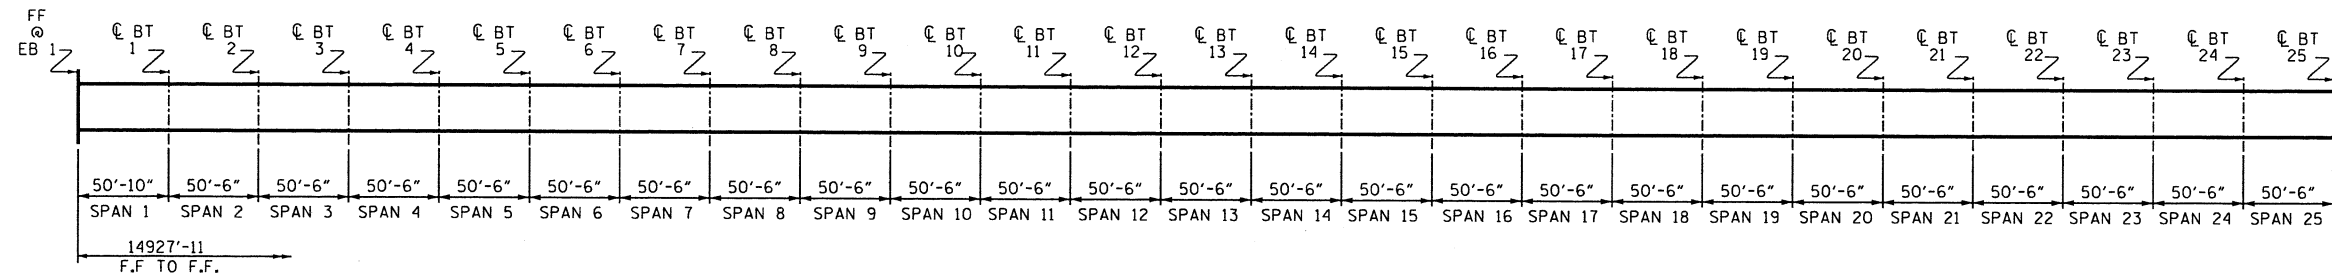 FF
@
EB 1
℄ BT
1
℄ BT
2
℄ BT
3
℄ BT
4
℄ BT
5
℄ BT
6
℄ BT
7
℄ BT
8
℄ BT
9
℄ BT
10
℄ BT
11
℄ BT
12
℄ BT
13
℄ BT
14
℄ BT
15
℄ BT
16
℄ BT
17
℄ BT
18
℄ BT
19
℄ BT
20
℄ BT
21
℄ BT
22
℄ BT
23
℄ BT
24
℄ BT
25
50'-10" 50'-6" 50'-6" 50'-6" 50'-6" 50'-6" 50'-6" 50'-6" 50'-6" 50'-6" 50'-6" 50'-6" 50'-6" 50'-6" 50'-6" 50'-6" 50'-6" 50'-6" 50'-6" 50'-6" 50'-6" 50'-6" 50'-6" 50'-6" 50'-6"
SPAN 1 SPAN 2 SPAN 3 SPAN 4 SPAN 5 SPAN 6 SPAN 7 SPAN 8 SPAN 9 SPAN 10 SPAN 11 SPAN 12 SPAN 13 SPAN 14 SPAN 15 SPAN 16 SPAN 17 SPAN 18 SPAN 19 SPAN 20 SPAN 21 SPAN 22 SPAN 23 SPAN 24 SPAN 25
14927'-11
F.F TO F.F.